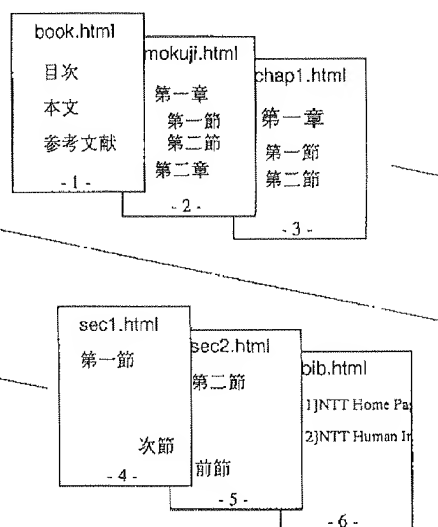 book.html
目次
本文
参考文献
- 1 -
mokuji.html
第一章
第一節
第二節
第二章
- 2 -
chap1.html
第一章
第一節
第二節
- 3 -
sec1.html
第一節
次節
- 4 -
sec2.html
第二節
前節
- 5 -
bib.html
1]NTT Home
2]NTT Human
- 6 -